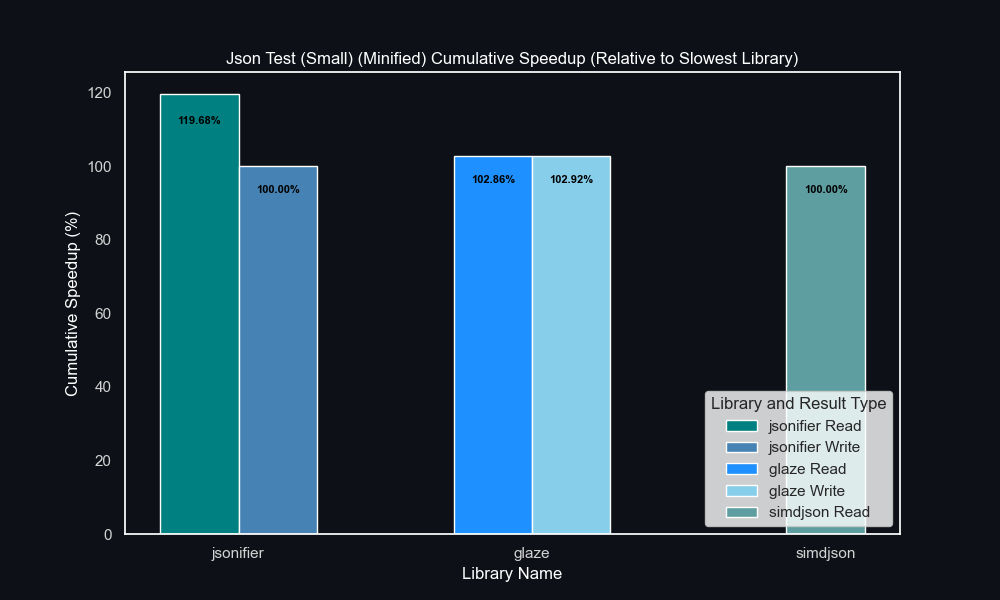 Json Test (Small) (Minified) Cumulative Speedup (Relative to Slowest Library)
Cumulative Speedup (%)
120
100
80
60
40
20
0
119.68%
100.00%
102.86%
102.92%
100.00%
Library and Result Type
jsonifier Read
jsonifier Write
glaze Read
glaze Write
simdjson Read
jsonifier
glaze
simdjson
Library Name